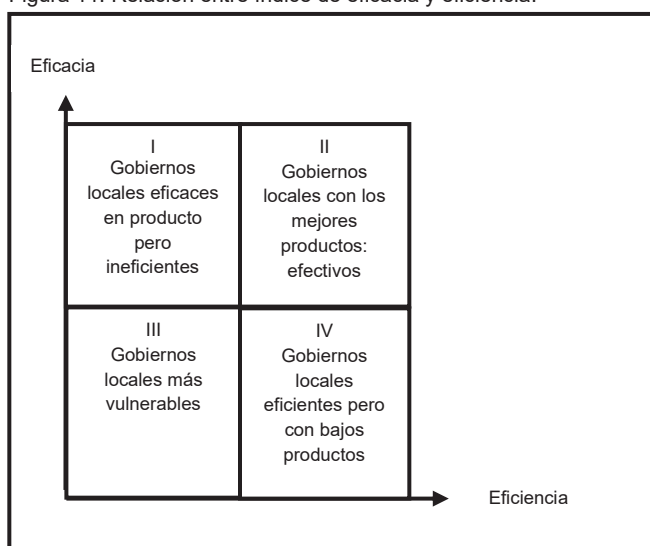 Figura 11. Relación entre índice de eficacia y eficiencia.
Eficacia
I
Gobiernos
locales eficaces
en producto
pero
ineficientes
II
Gobiernos
locales con los
mejores
productos:
efectivos
III
Gobiernos
locales más
vulnerables
IV
Gobiernos
locales
eficientes pero
con bajos
productos
Eficiencia